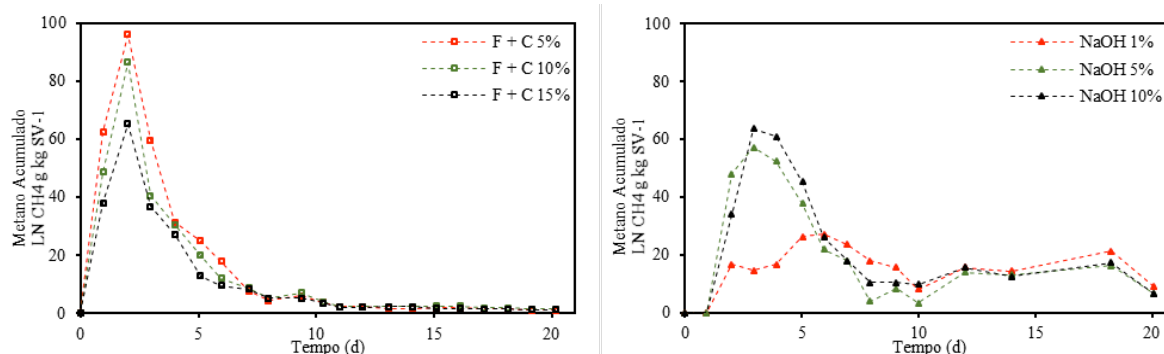 100
80
60
40
20
0
Metano Acumulado
LN CH4 g kg SV-1
F + C 5%
F + C 10%
F + C 15%
0 5 10 15 20
Tempo (d)
100
80
60
40
20
0
Metano Acumulado
LN CH4 g kg SV-1
NaOH 1%
NaOH 5%
NaOH 10%
0 5 10 15 20
Tempo (d)